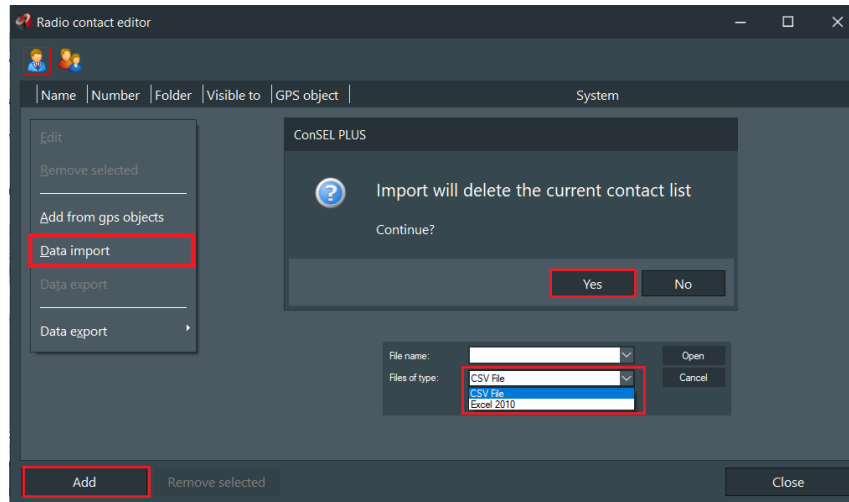 Radio contact editor
Name Number Folder Visible to GPS object System
Edit
Remove selected
Add from gps objects
Data import
Data export
Data export
ConSEL PLUS
Import will delete the current contact list
Continue?
Yes No
File name: Open
Files of type: CSV File Cancel
CSV File
Excel 2010
Add Remove selected Close